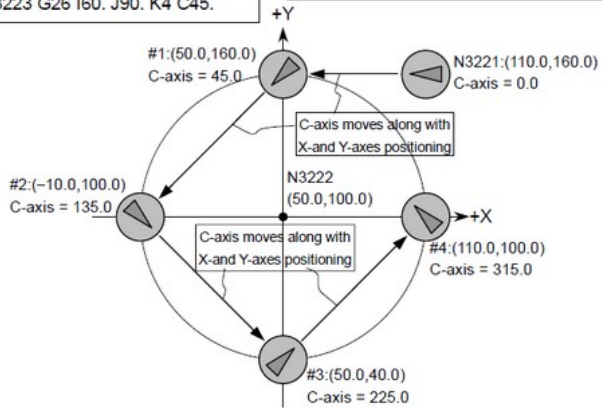 3223 G26 I60. J90. K4 C45.
+Y
#1:(50.0,160.0)
C-axis = 45.0
N3221:(110.0,160.0)
C-axis = 0.0
C-axis moves along with
X-and Y-axes positioning
#2:(–10.0,100.0)
C-axis = 135.0
N3222
(50.0,100.0)
+X
C-axis moves along with
X-and Y-axes positioning
#4:(110.0,100.0)
C-axis = 315.0
#3:(50.0,40.0)
C-axis = 225.0